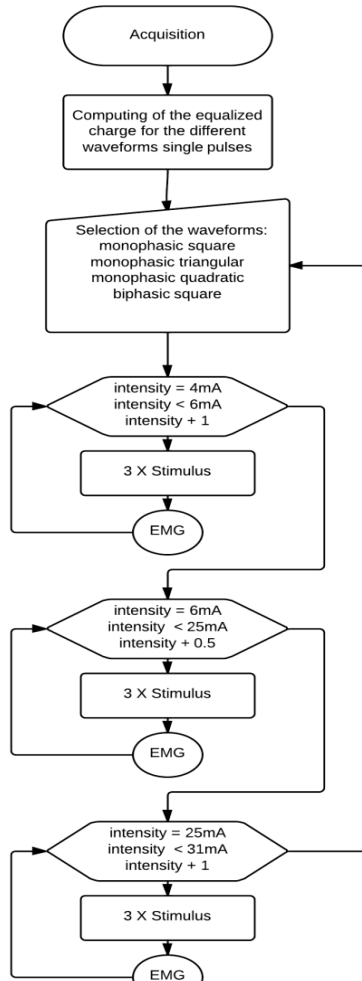 Acquisition
Computing of the equalized
charge for the different
waveforms single pulses
Selection of the waveforms:
monophasic square
monophasic triangular
monophasic quadratic
biphasic square
intensity = 4mA
intensity < 6mA
intensity + 1
3 X Stimulus
EMG
intensity = 6mA
intensity < 25mA
intensity + 0.5
3 X Stimulus
EMG
intensity = 25mA
intensity < 31mA
intensity + 1
3 X Stimulus
EMG